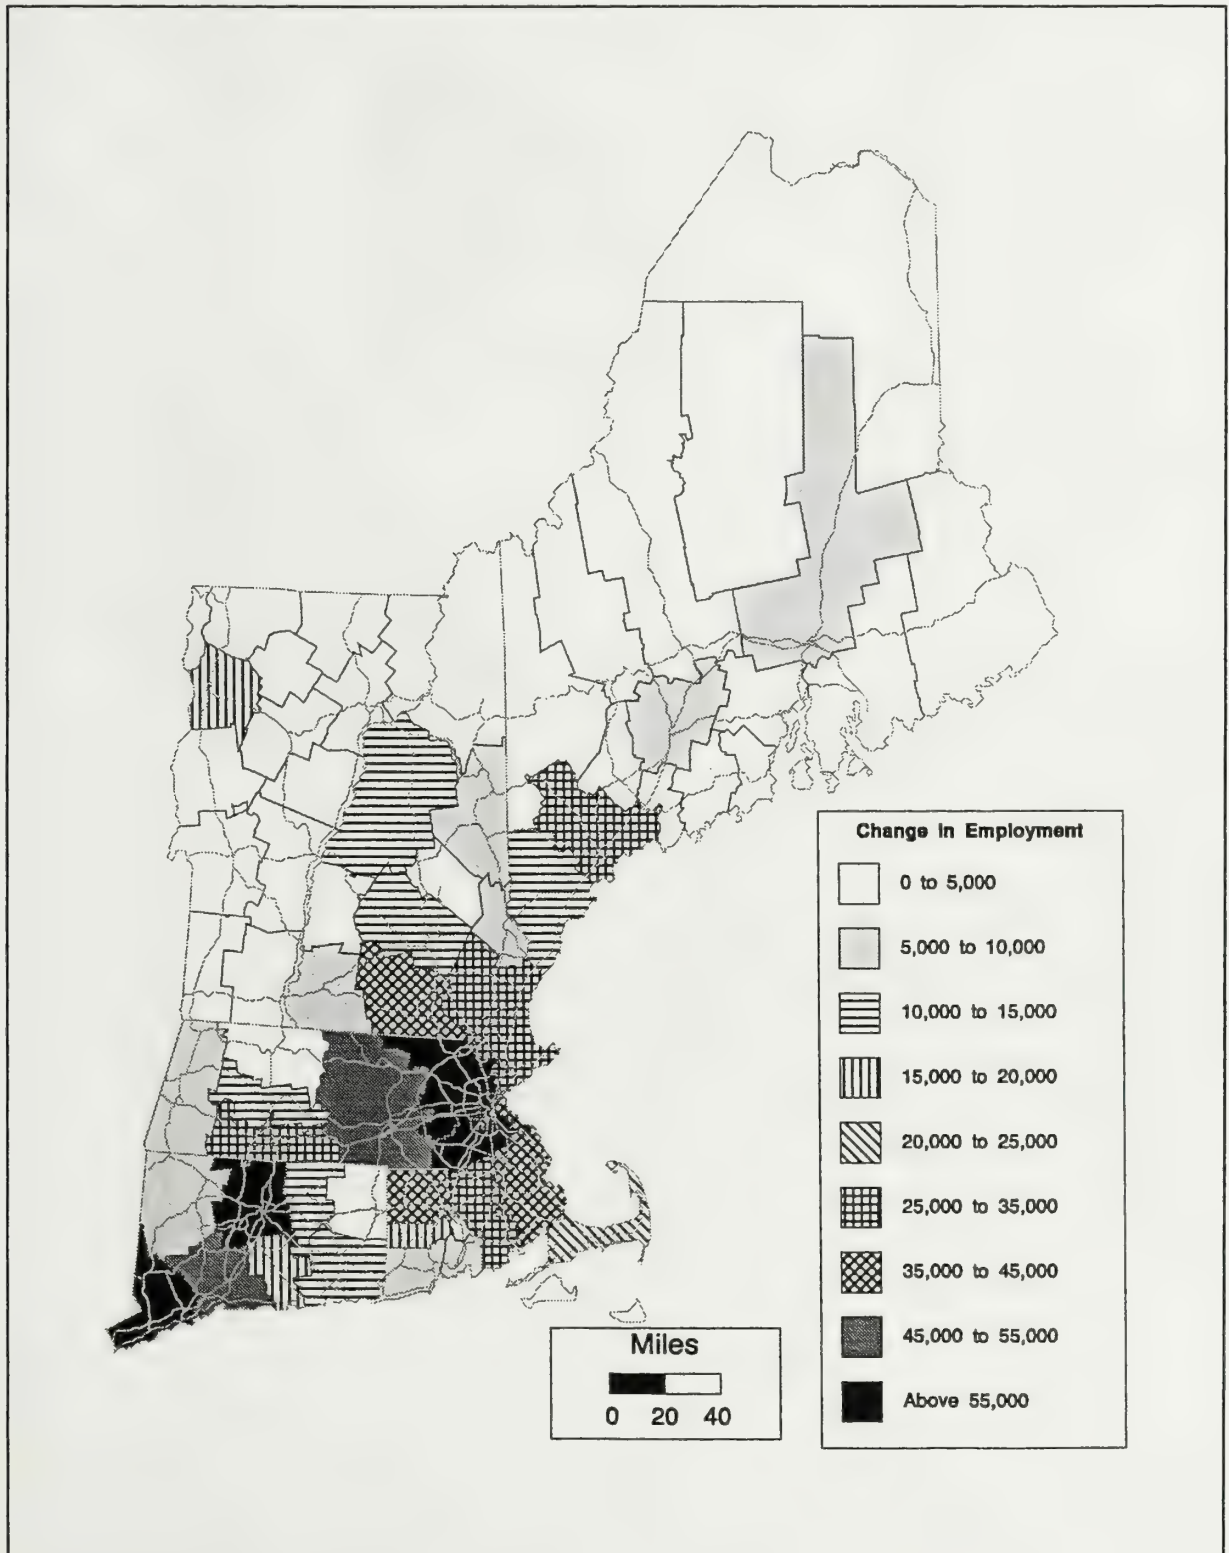 Change in Employment
0 to 5,000
5,000 to 10,000
10,000 to 15,000
15,000 to 20,000
20,000 to 25,000
25,000 to 35,000
35,000 to 45,000
45,000 to 55,000
Above 55,000
Miles
0 20 40